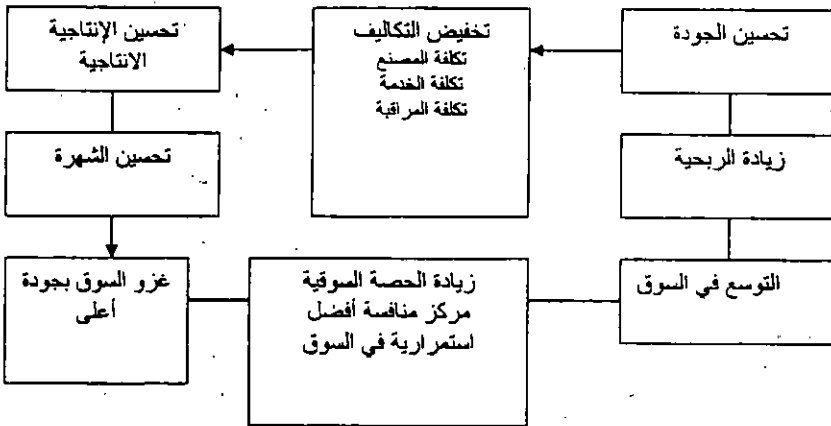 تحسين الجودة
تخفيض التكاليف
تكلفة المصنع
تكلفة الخدمة
تكلفة المراقبة
تحسين الإنتاجية
الانتاجية
زيادة الربحية
تحسين الشهرة
التوسع في السوق
زيادة الحصة السوقية
مركز منافسة أفضل
استمرارية في السوق
غزو السوق بجودة
أعلى